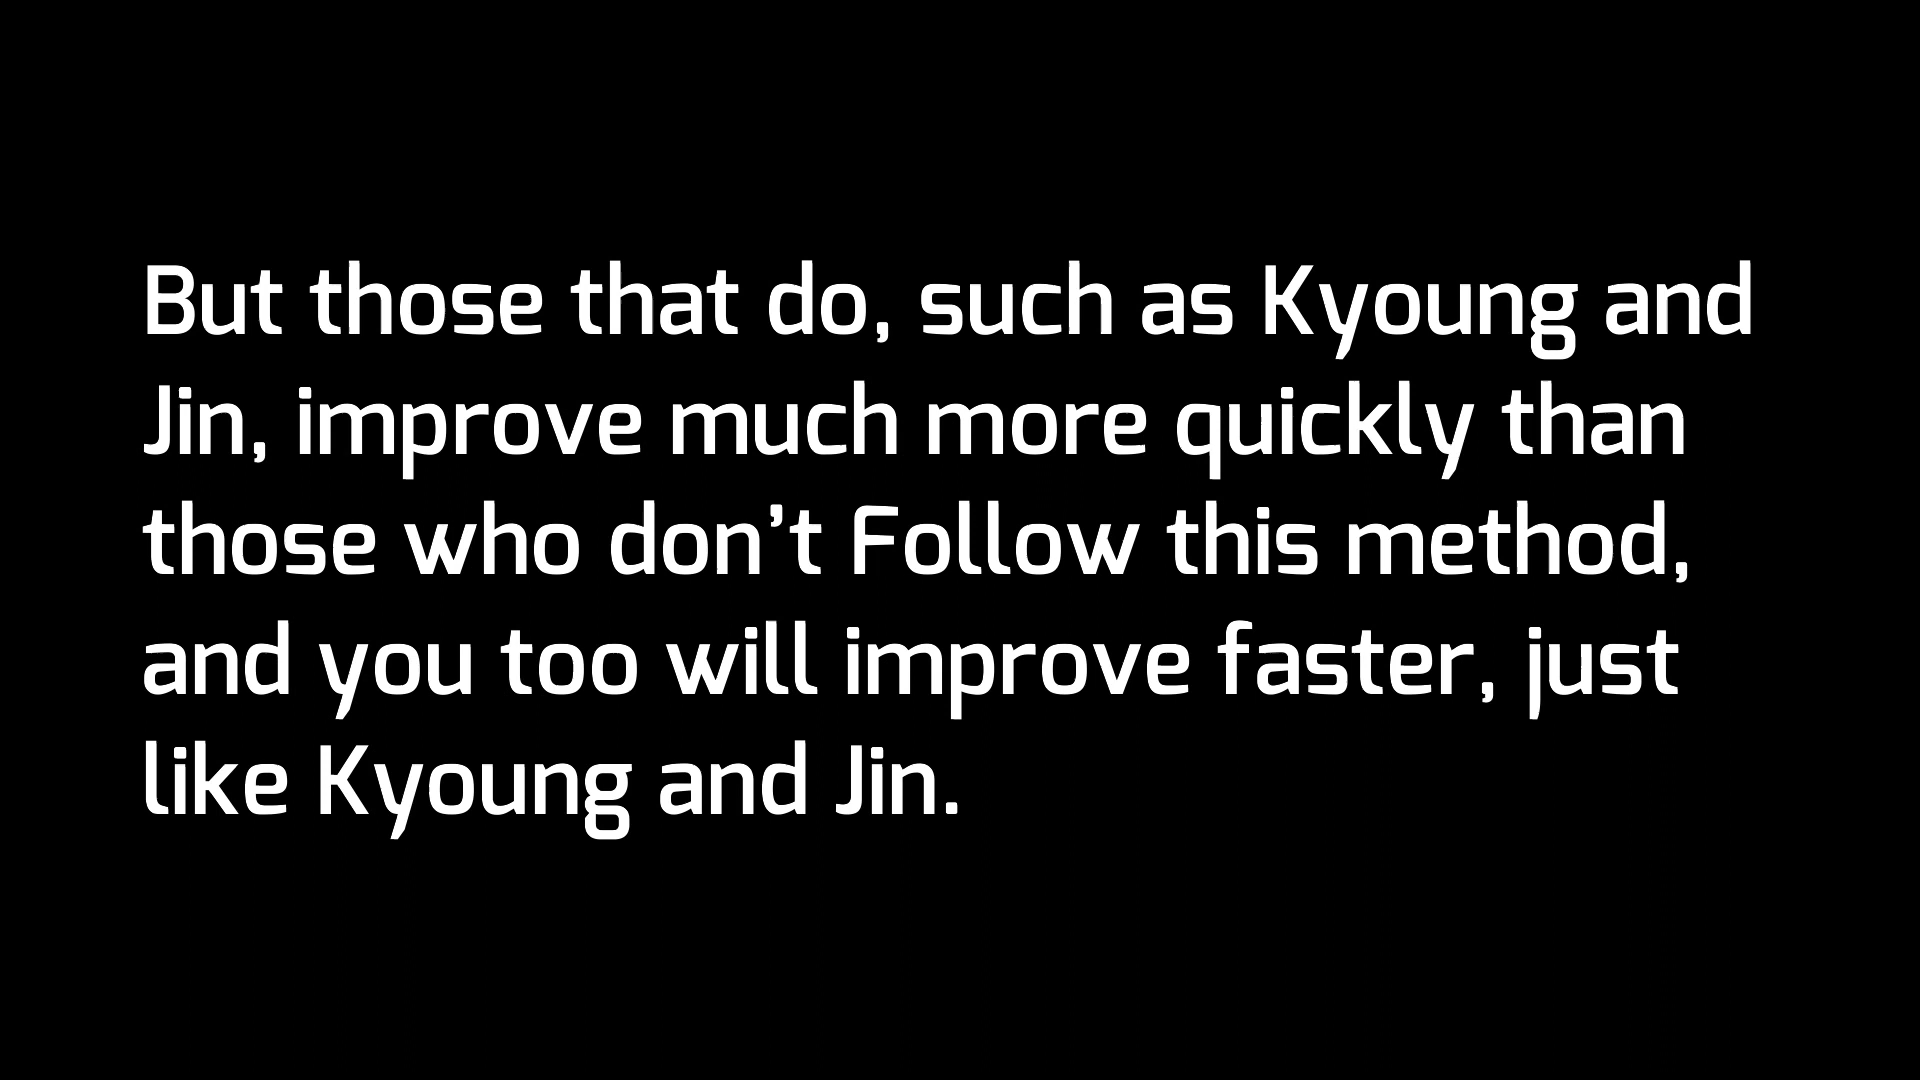 But those that do, such as Kyoung and
Jin, improve much more quickly than
those who don’t Follow this method,
and you too will improve faster, just
like Kyoung and Jin.